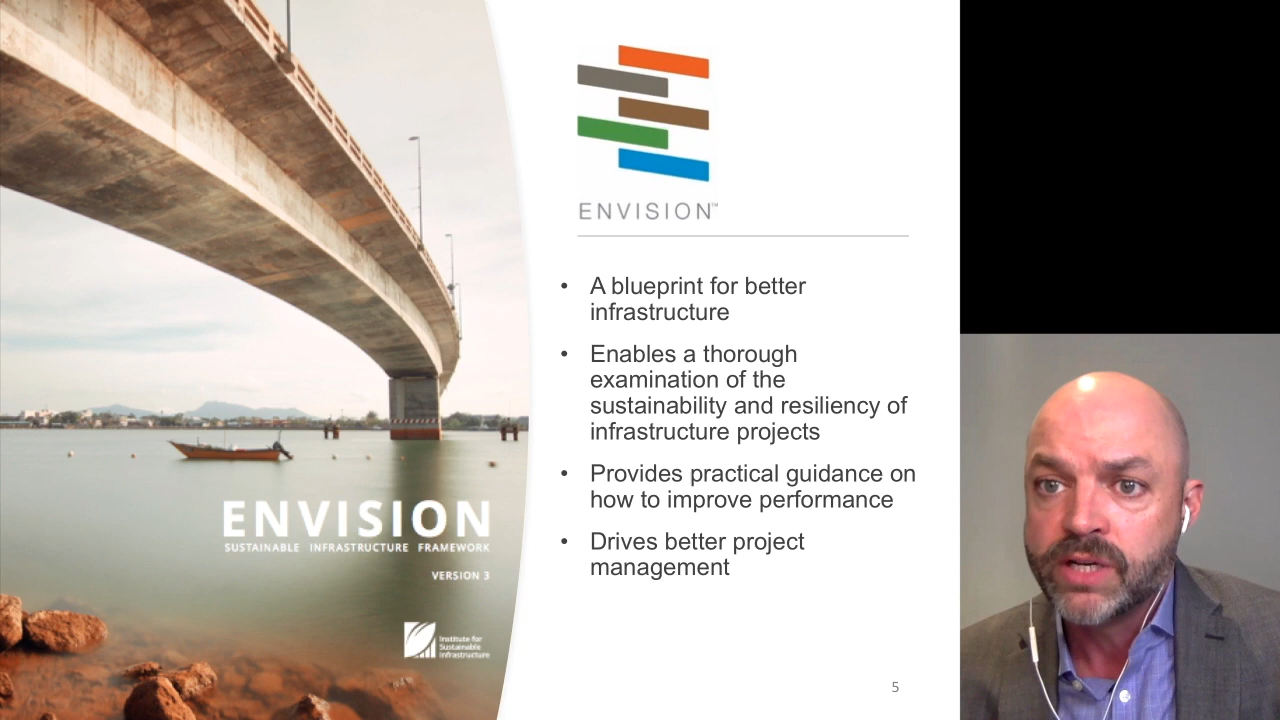 ENVISION
SUSTAINABLE INFRASTRUCTURE FRAMEWORK
VERSION 3
Institute for
Sustainable
Infrastructure
ENVISION™
• A blueprint for better
infrastructure
• Enables a thorough
examination of the
sustainability and resiliency of
infrastructure projects
• Provides practical guidance on
how to improve performance
• Drives better project
management
5